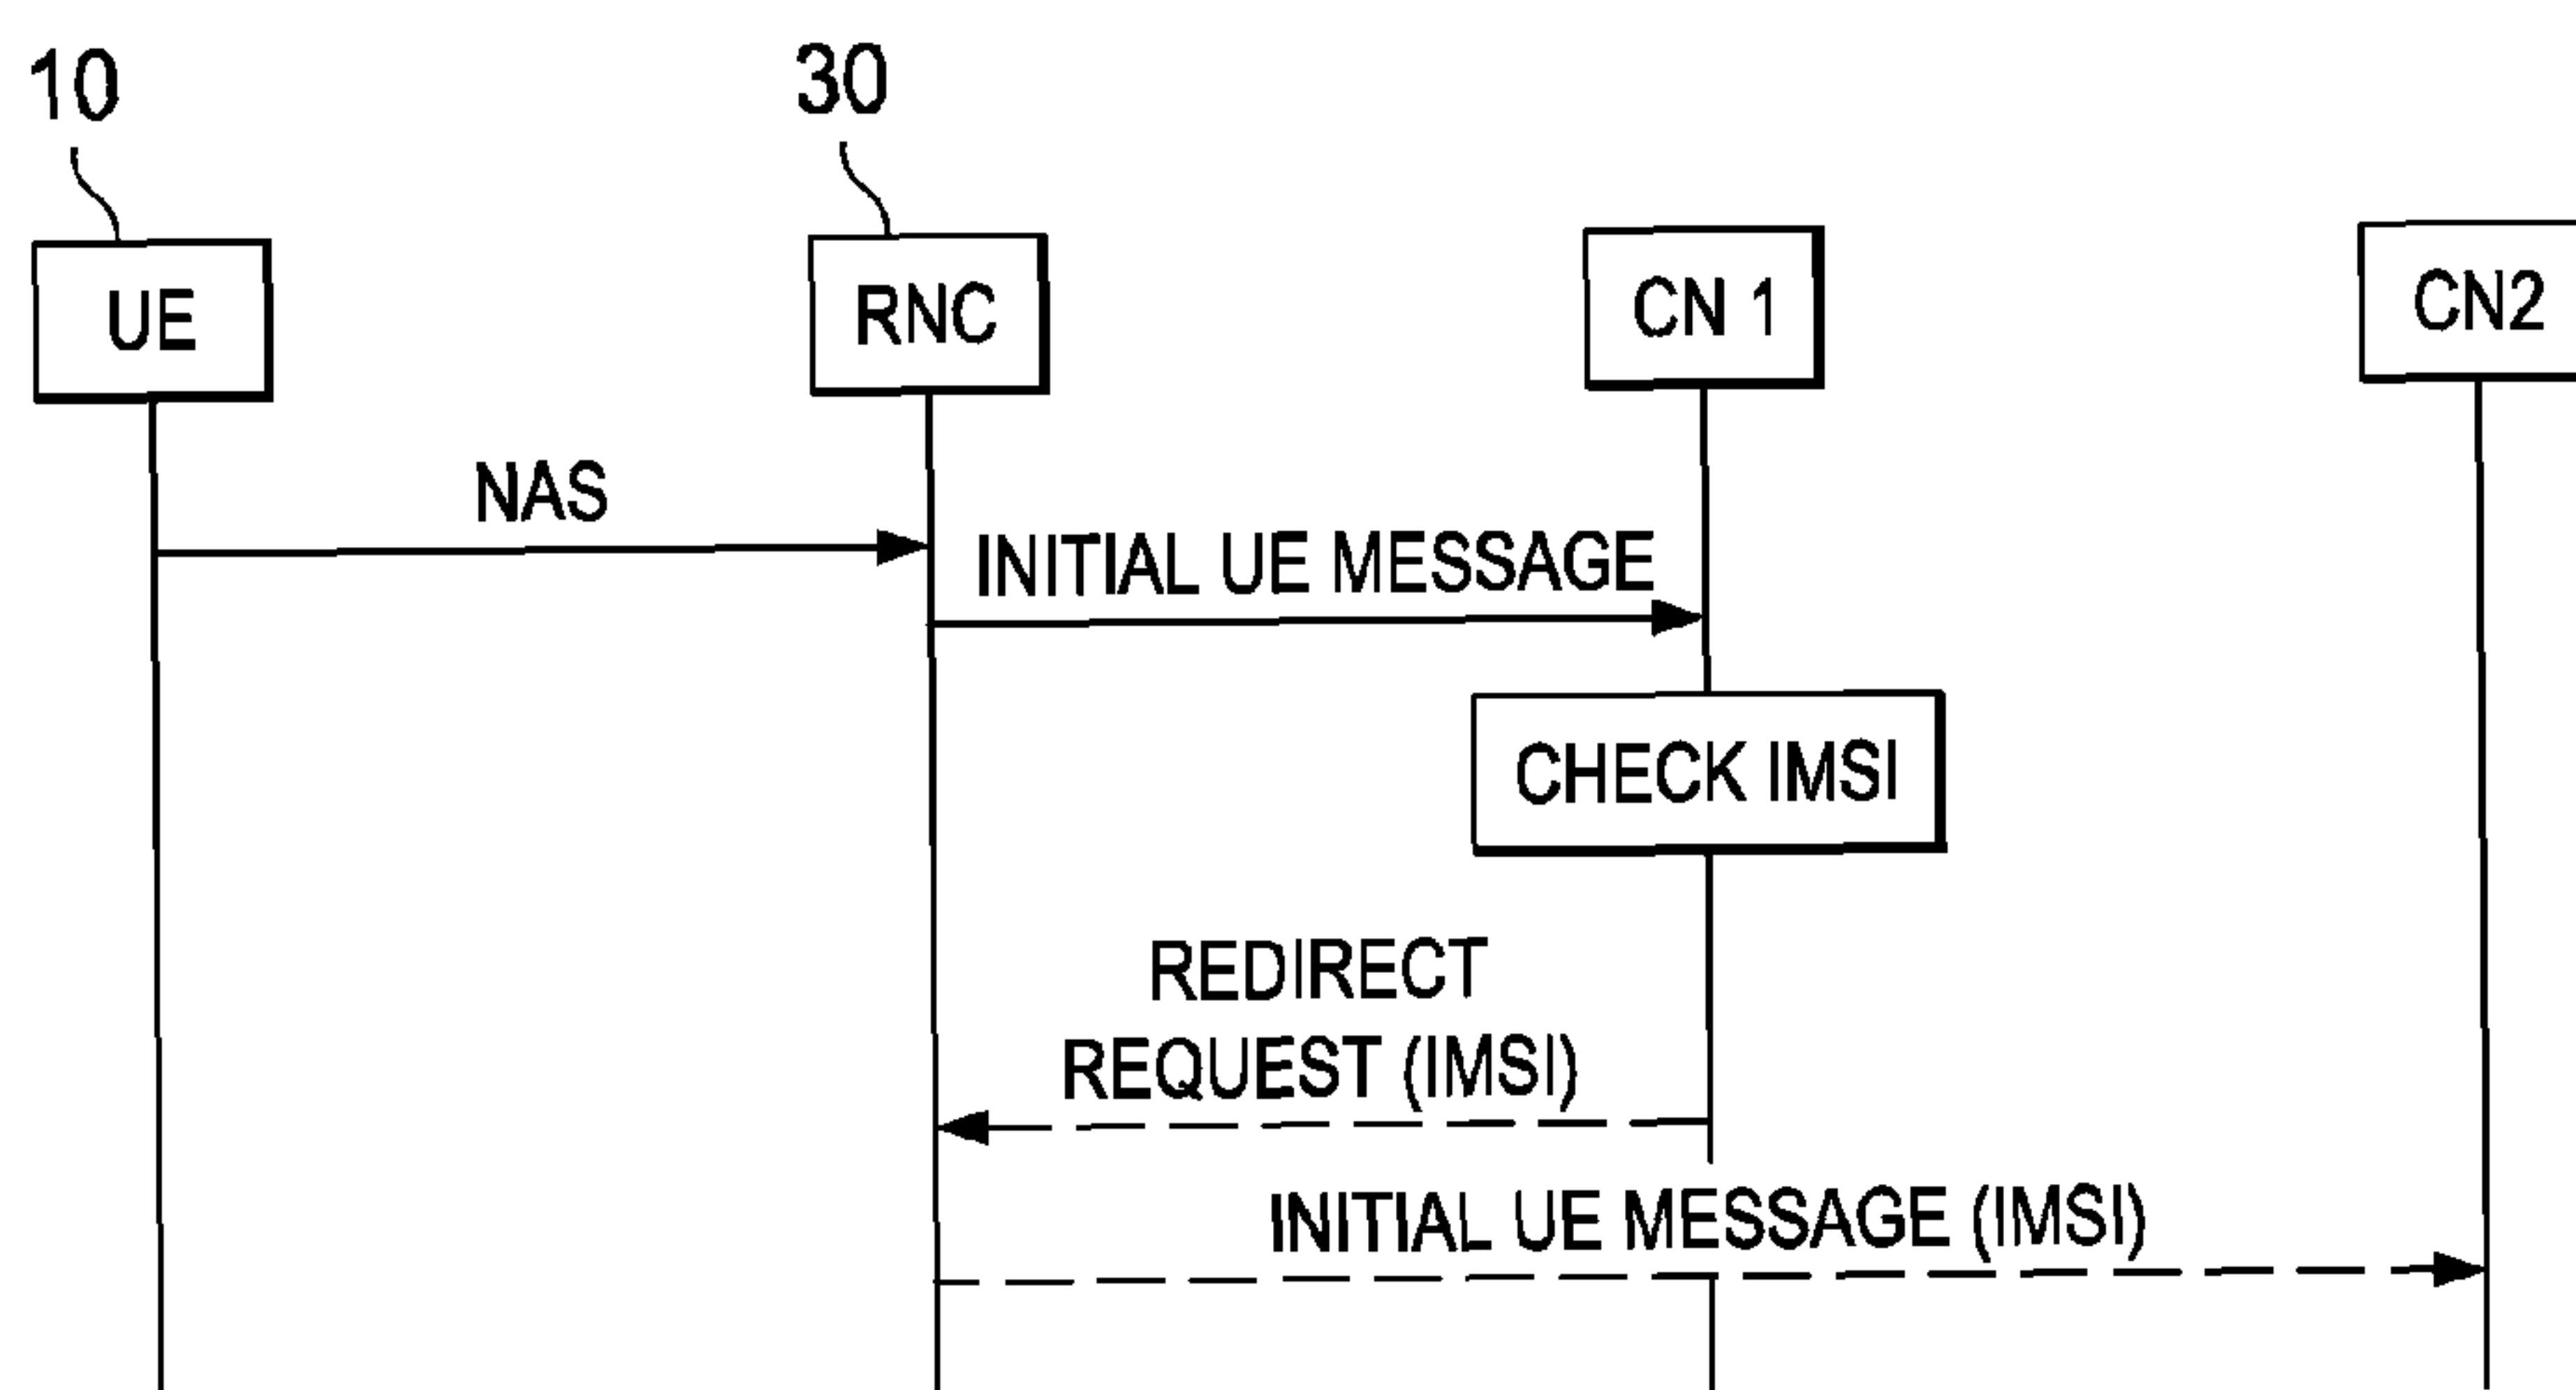 10
30
UE
RNC
CN 1
CN2
NAS
INITIAL UE MESSAGE
CHECK IMSI
REDIRECT
REQUEST (IMSI)
INITIAL UE MESSAGE (IMSI)